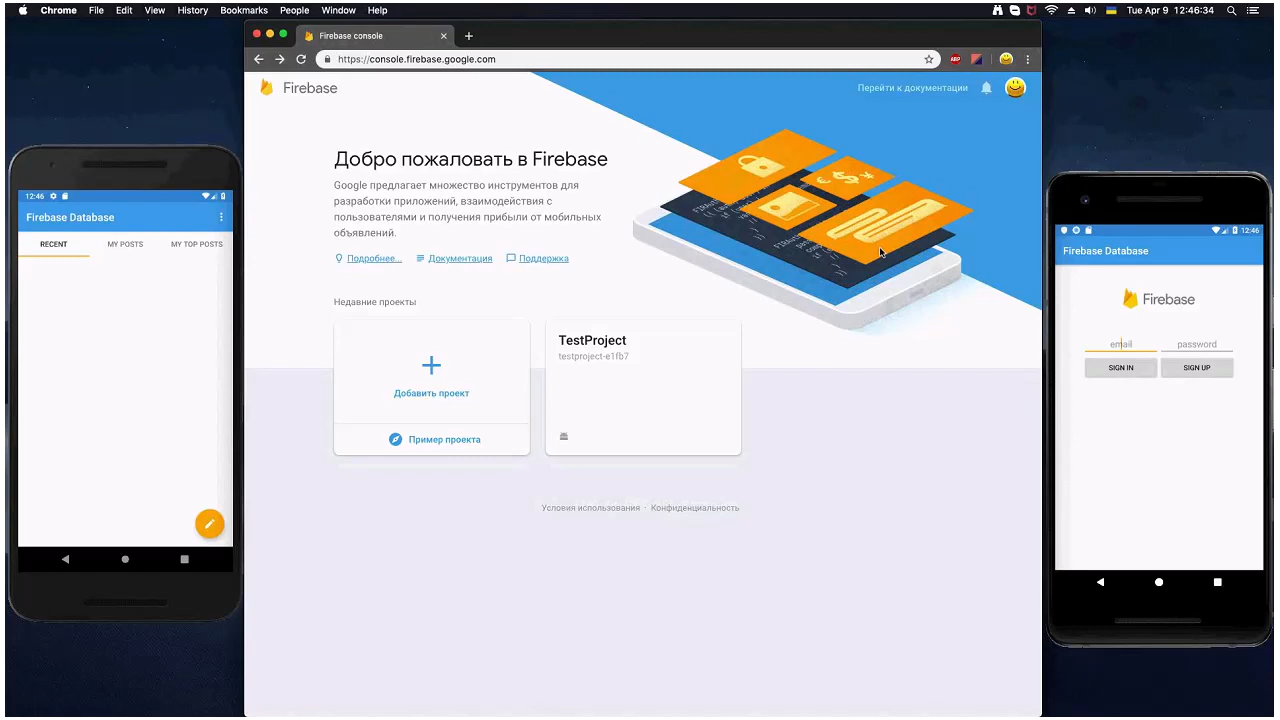 Chrome File Edit View History Bookmarks People Window Help Tue Apr 9 12:46:34
Firebase console
https://console.firebase.google.com
ABP
Firebase
Перейти к документации
Добро пожаловать в Firebase
Google предлагает множество инструментов для
разработки приложений, взаимодействия с
пользователями и получения прибыли от мобильных
объявлений.
Подробнее... Документация Поддержка
Недавние проекты
Добавить проект
Пример проекта
TestProject
testproject-e1fb7
Условия использования · Конфиденциальность
12:46
Firebase Database
RECENT MY POSTS MY TOP POSTS
12:46
Firebase Database
Firebase
email password
SIGN IN SIGN UP